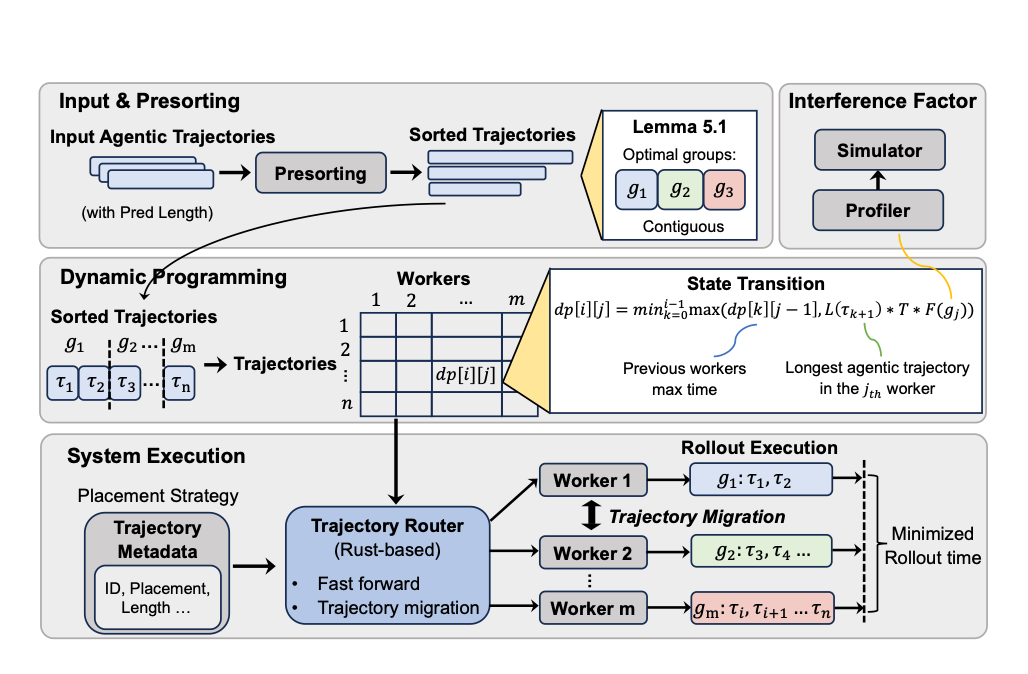 Input & Presorting
Input Agentic Trajectories
(with Pred Length)
Presorting
Sorted Trajectories
Lemma 5.1
Optimal groups:
g₁ g₂ g₃
Contiguous
Interference Factor
Simulator
Profiler
Dynamic Programming
Sorted Trajectories
g₁ g₂ ... gₘ
τ₁ τ₂ τ₃ ... τₙ
Trajectories
Workers
1 2 ... m
1
2
⋮
n
dp[i][j]
State Transition
dp[i][j] = min_{k=0}^{i−1} max(dp[k][j − 1], L(τₖ₊₁) * T * F(gⱼ))
Previous workers
max time
Longest agentic trajectory
in the j_{th} worker
System Execution
Placement Strategy
Trajectory
Metadata
ID, Placement,
Length ...
Trajectory Router
(Rust-based)
• Fast forward
• Trajectory migration
Rollout Execution
Worker 1
g₁: τ₁, τ₂
Trajectory Migration
Worker 2
g₂: τ₃, τ₄ ...
⋮
Worker m
gₘ: τᵢ, τᵢ₊₁ ... τₙ
Minimized
Rollout time